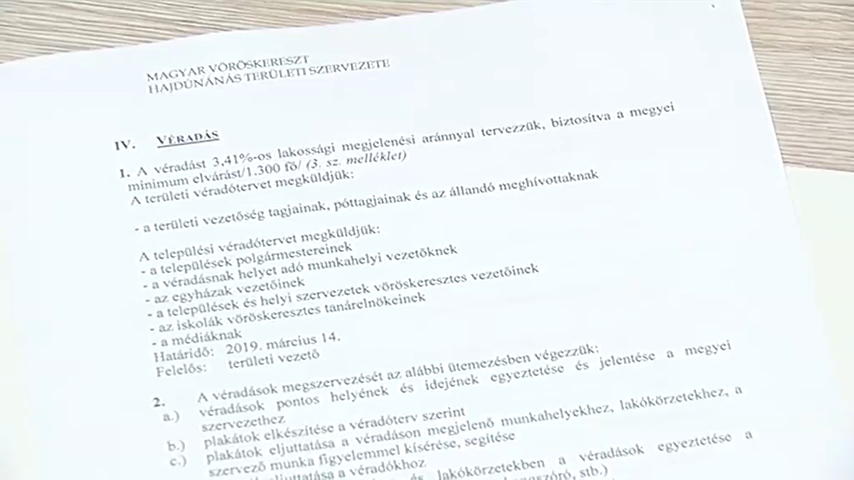 MAGYAR VÖRÖSKERESZT
HAJDÚNÁNÁS TERÜLETI SZERVEZETE
IV. VÉRADÁS
1. A véradást 3,41%-os lakossági megjelenési aránnyal tervezzük, biztosítva a megyei
minimum elvárást/1.300 fő/ (3. sz. melléklet)
A területi véradótervet megküldjük:
- a területi vezetőség tagjainak, póttagjainak és az állandó meghívottaknak
A települési véradótervet megküldjük:
- a települések polgármestereinek
- a véradásnak helyet adó munkahelyi vezetőknek
- az egyházak vezetőinek
- a települések és helyi szervezetek vöröskeresztes vezetőinek
- az iskolák vöröskeresztes tanárelnökeinek
- a médiáknak
Határidő: 2019. március 14.
Felelős: területi vezető
2. A véradások megszervezését az alábbi ütemezésben végezzük:
a.) véradások pontos helyének és idejének egyeztetése és jelentése a megyei
szervezethez
b.) plakátok elkészítése a véradóterv szerint
c.) plakátok eljuttatása a véradáson megjelenő munkahelyekhez, lakókörzetekhez, a
szervező munka figyelemmel kísérése, segítése
eljuttatása a véradókhoz
és lakókörzetekben a véradások egyeztetése a
stb.)